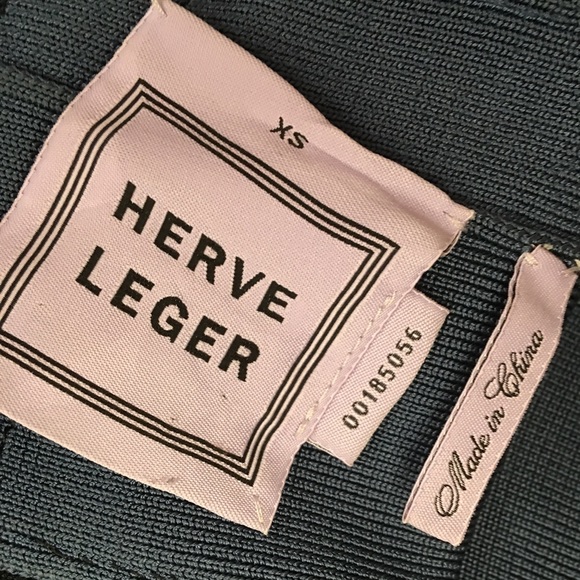 XS
HERVE
LEGER
00185056
Made in China